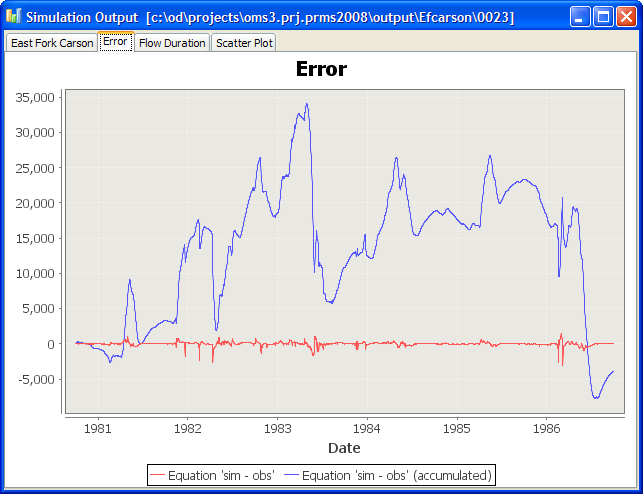 Simulation Output [c:\od\projects\oms3.prj.prms2008\output\Efcarson\0023]
East Fork Carson Error Flow Duration Scatter Plot
Error
35,000
30,000
25,000
20,000
15,000
10,000
5,000
0
-5,000
1981 1982 1983 1984 1985 1986
Date
Equation 'sim - obs' Equation 'sim - obs' (accumulated)